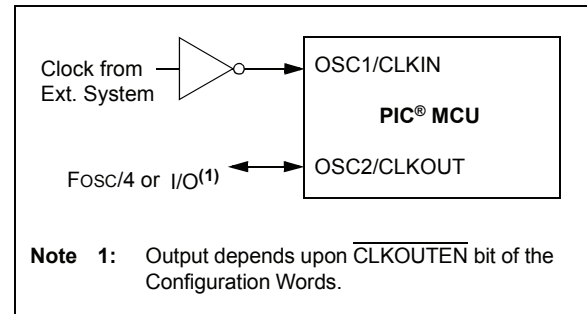 Clock from
Ext. System
OSC1/CLKIN
PIC® MCU
FOSC/4 or I/O(1)
OSC2/CLKOUT
Note 1: Output depends upon CLKOUTEN bit of the
Configuration Words.